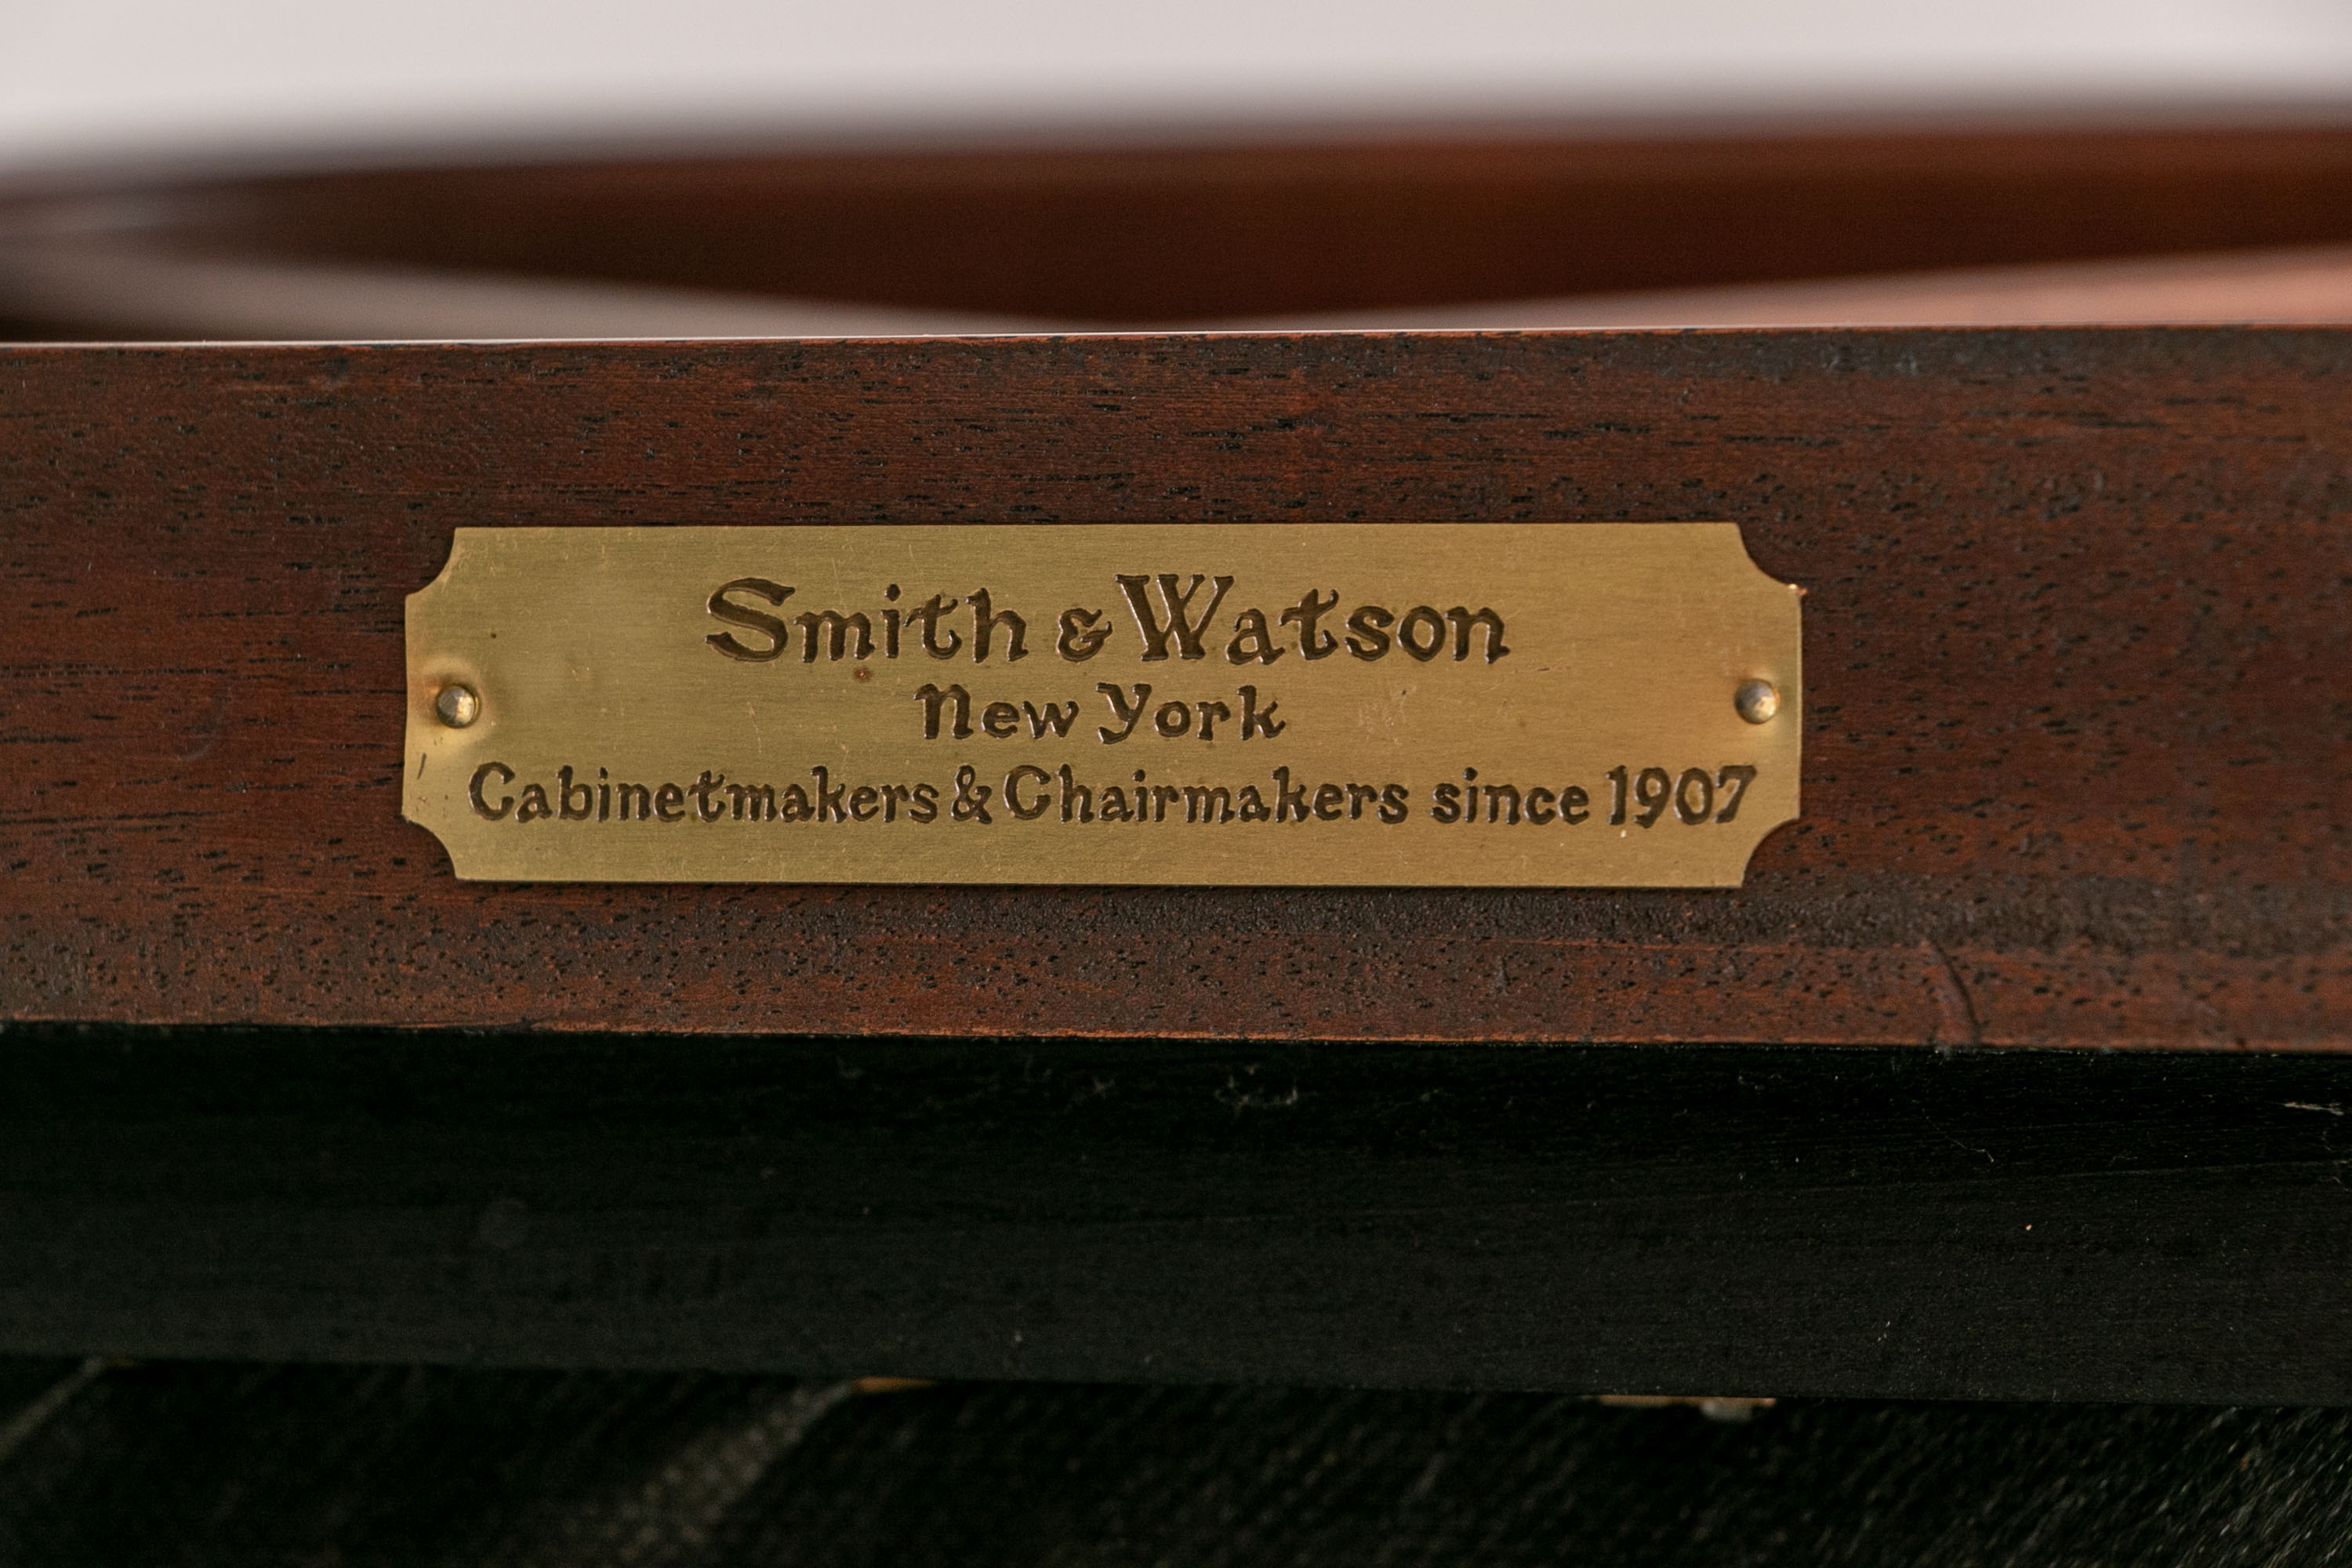 Smith & Watson
New York
Cabinetmakers & Chairmakers since 1907